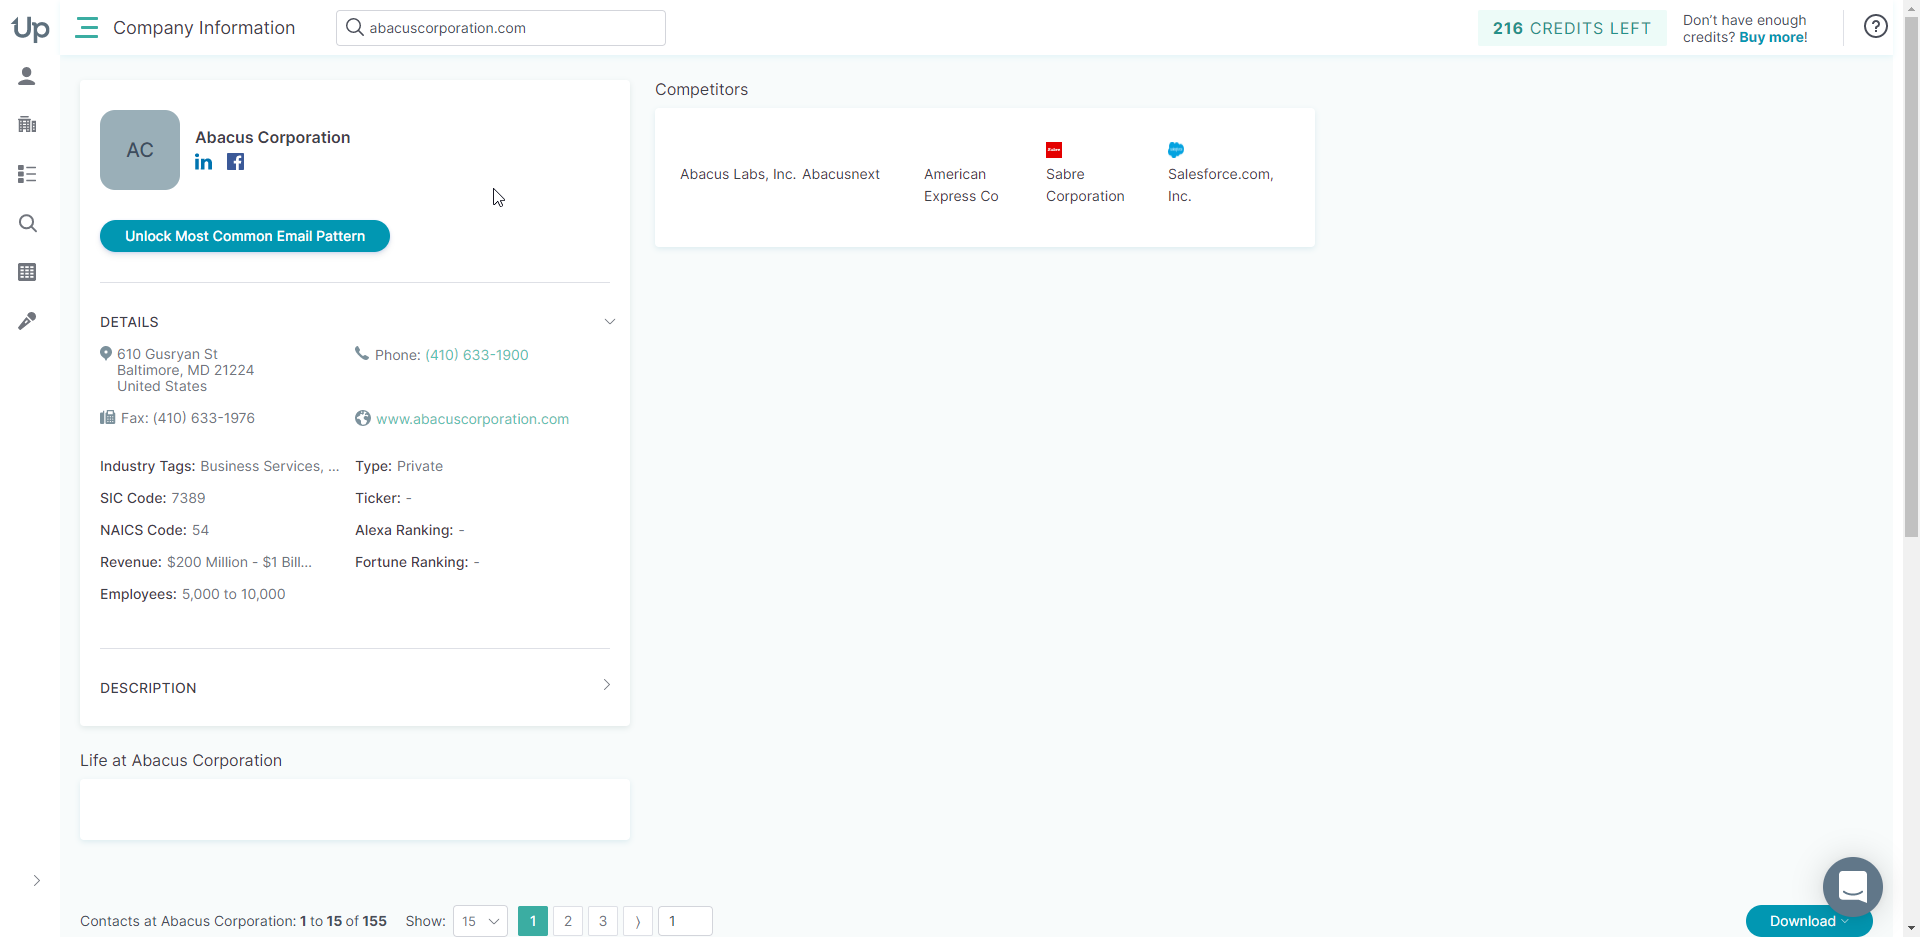 Up
Company Information
abacuscorporation.com
216 CREDITS LEFT
Don't have enough
credits? Buy more!
?
AC
Abacus Corporation
in
f
Unlock Most Common Email Pattern
DETAILS
610 Gusryan St
Baltimore, MD 21224
United States
Phone: (410) 633-1900
Fax: (410) 633-1976
www.abacuscorporation.com
Industry Tags: Business Services, ...
Type: Private
SIC Code: 7389
Ticker: -
NAICS Code: 54
Alexa Ranking: -
Revenue: $200 Million - $1 Bill...
Fortune Ranking: -
Employees: 5,000 to 10,000
DESCRIPTION
Life at Abacus Corporation
Competitors
Abacus Labs, Inc.
Abacusnext
American
Express Co
Sabre
Sabre
Corporation
Salesforce.com,
Inc.
Contacts at Abacus Corporation: 1 to 15 of 155
Show: 15
1 2 3 ⟩ 1
Download